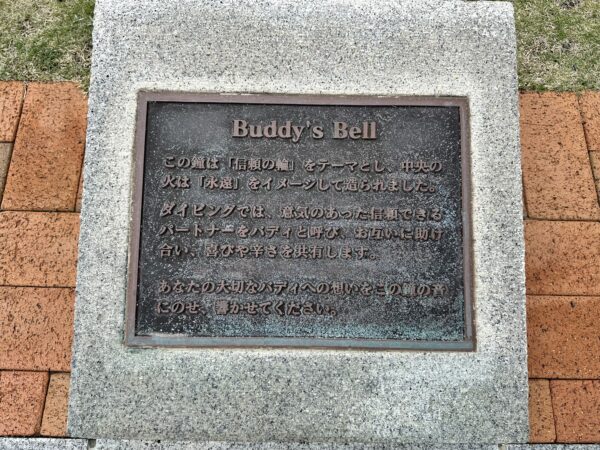 Buddy's Bell
この鐘は「信頼の輪」をテーマとし、中央の
火は「永遠」をイメージして造られました。
ダイビングでは、意気のあった信頼できる
パートナーをバディと呼び、お互いに助け
合い、喜びや辛さを共有します。
あなたの大切なバディへの想いをこの鐘の音
にのせ、響かせてください。